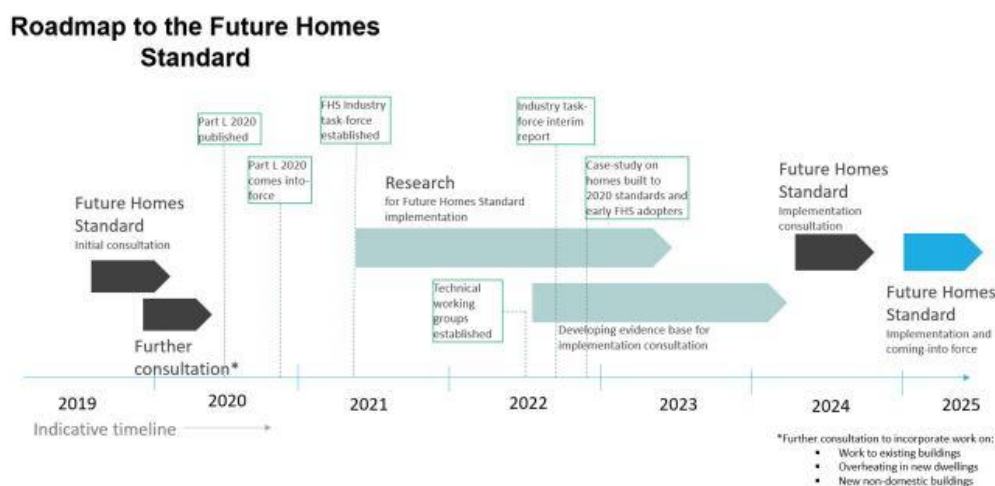 Roadmap to the Future Homes
Standard
Part L 2020
published
FHS Industry
task-force
established
Industry task-
force interim
report
Part L 2020
comes into-
force
Case-study on
homes built to
2020 standards and
early FHS adopters
Future Homes
Standard
Initial consultation
Research
for Future Homes Standard
implementation
Future Homes
Standard
Implementation
consultation
Further
consultation*
Technical
working
groups
established
Developing evidence base for
implementation consultation
Future Homes
Standard
Implementation and
coming-into force
2019
2020
2021
2022
2023
2024
2025
Indicative timeline
*Further consultation to incorporate work on:
▪ Work to existing buildings
▪ Overheating in new dwellings
▪ New non-domestic buildings